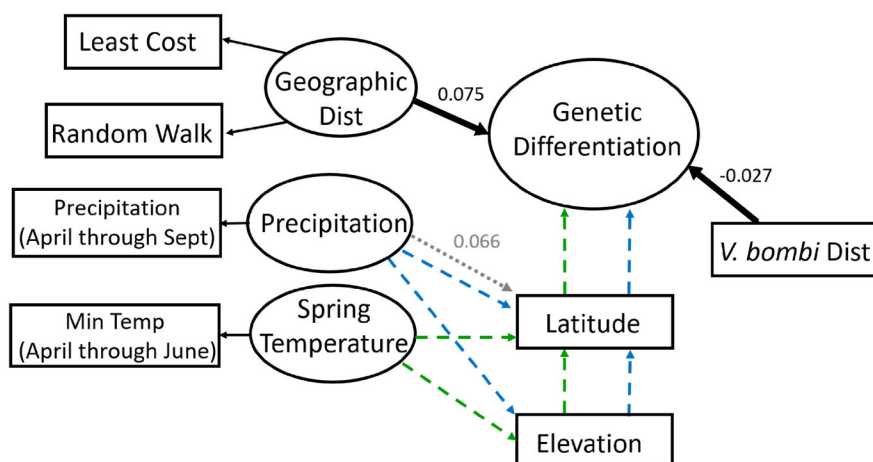 Least Cost
Geographic
Dist
Random Walk
0.075
Genetic
Differentiation
-0.027
V. bombi Dist
Precipitation
(April through Sept)
Precipitation
0.066
Min Temp
(April through June)
Spring
Temperature
Latitude
Elevation